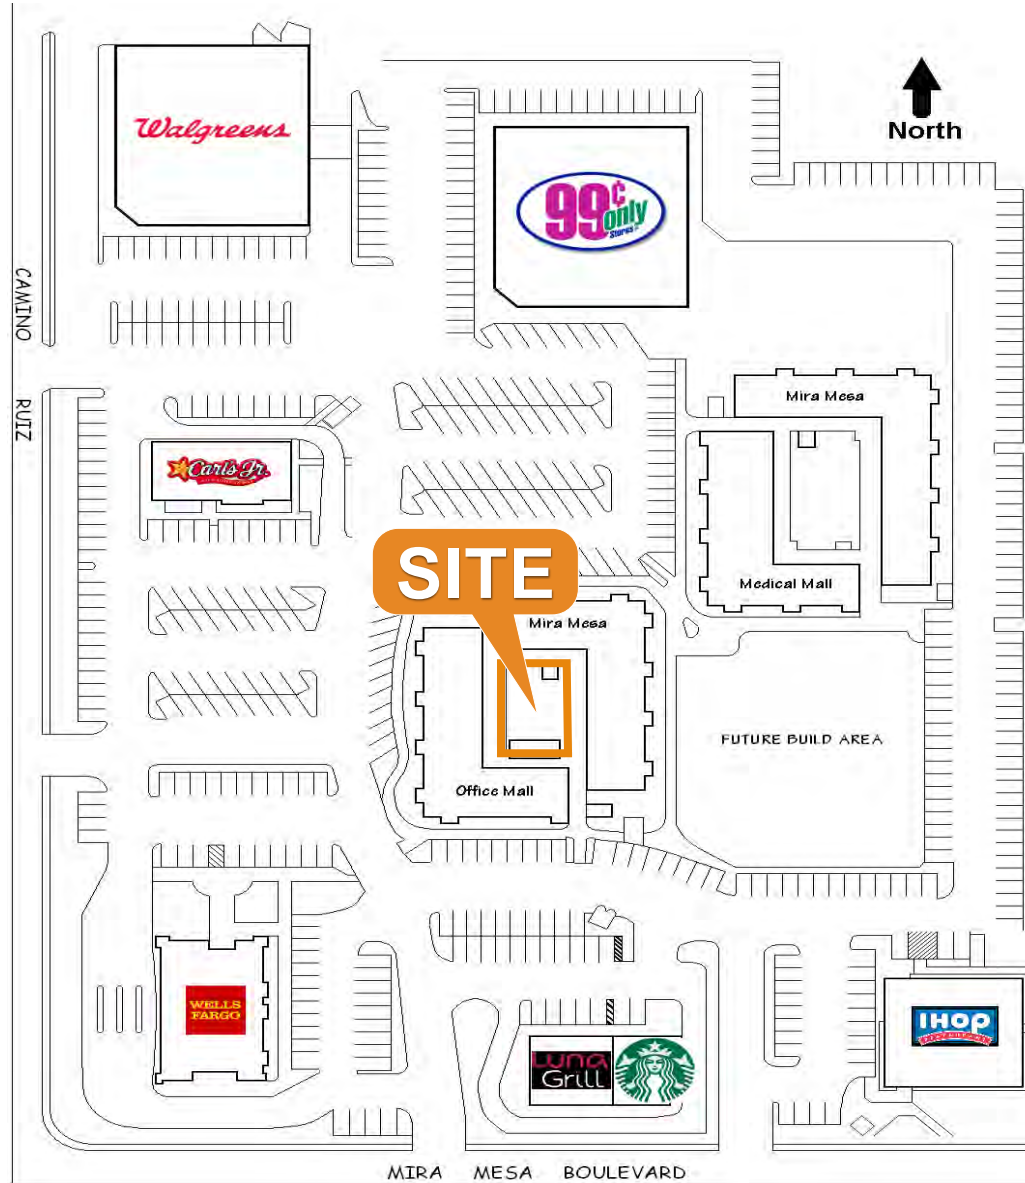 Walgreens
North
99¢
only
Stores
CAMINO
RUIZ
Mira Mesa
Carl's Jr.
Medical Mall
SITE
Mira Mesa
FUTURE BUILD AREA
Office Mall
WELLS
FARGO
IHOP
Luna
Grill
MIRA MESA BOULEVARD